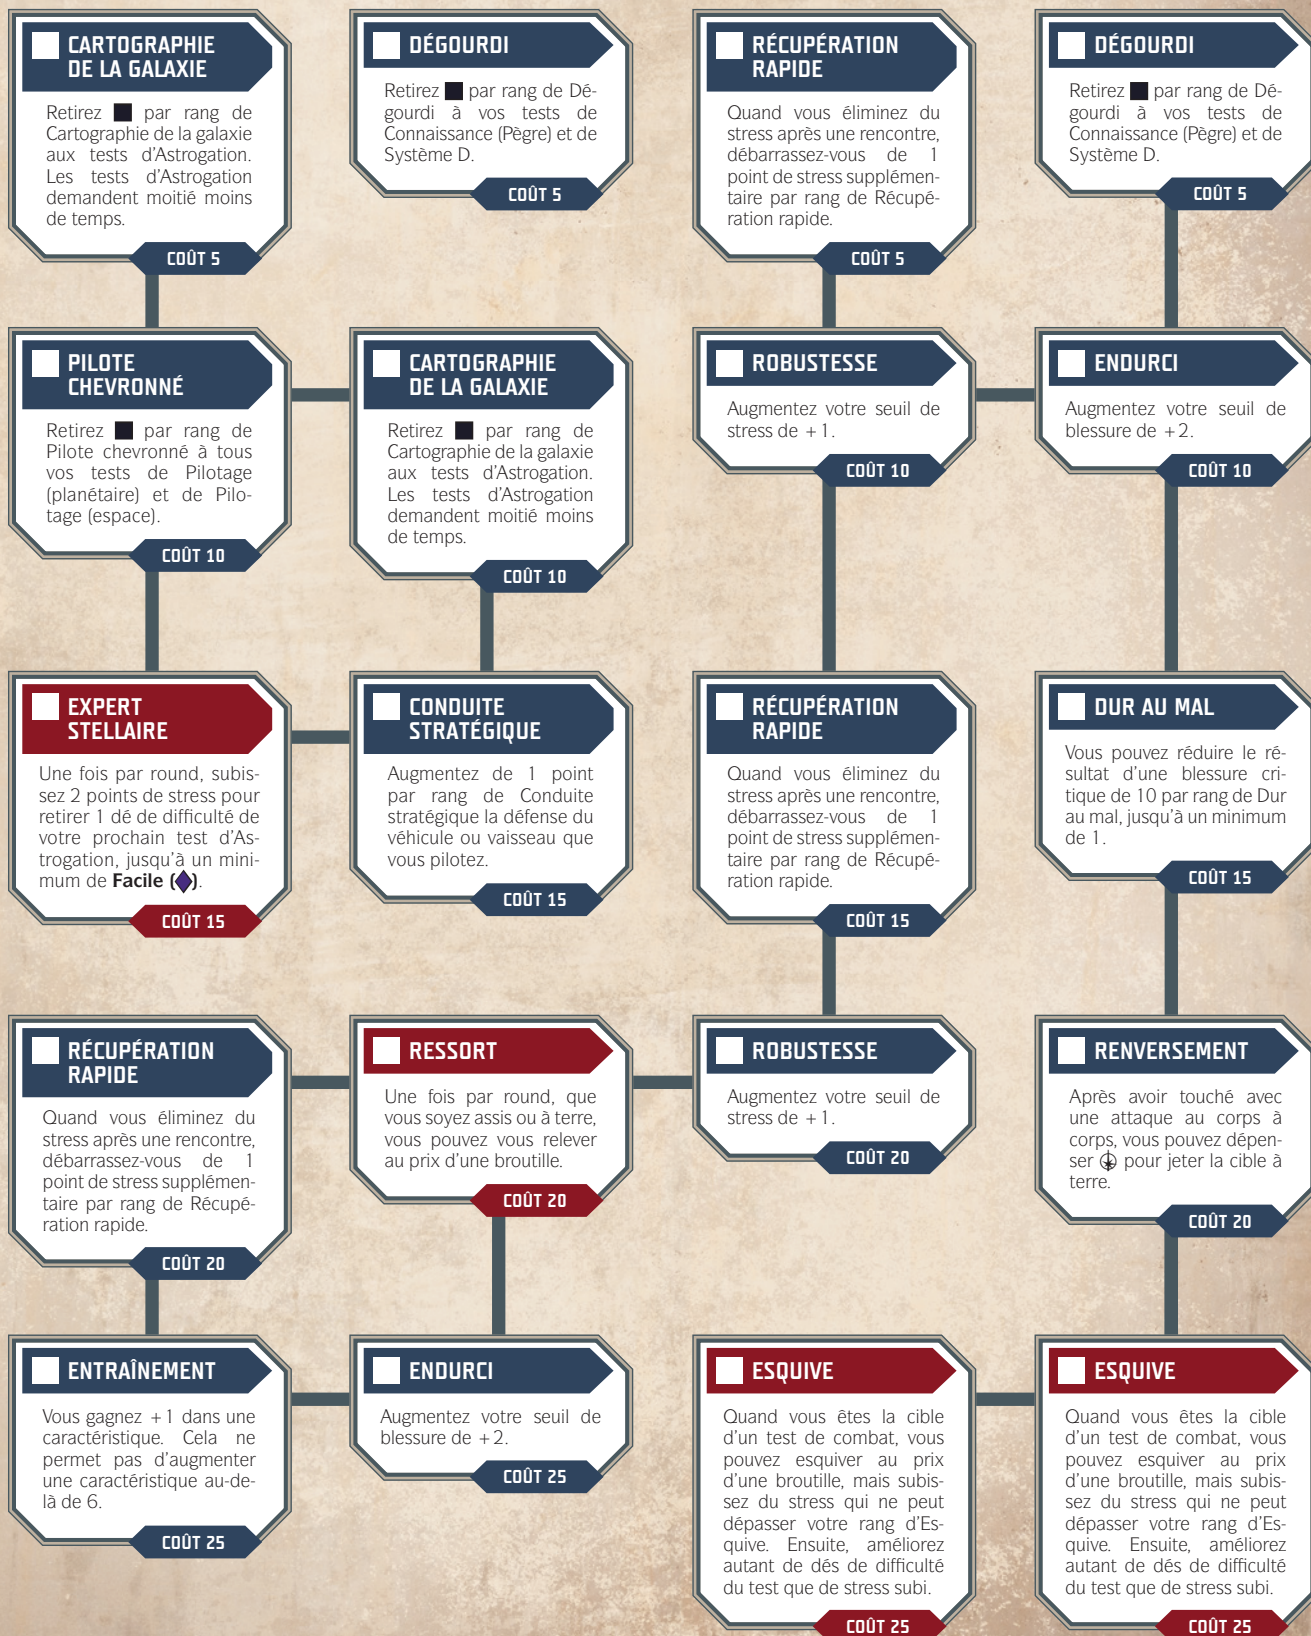 CARTOGRAPHIE
DE LA GALAXIE
Retirez ■ par rang de
Cartographie de la galaxie
aux tests d'Astrogation.
Les tests d'Astrogation
demandent moitié moins
de temps.
COÛT 5
DÉGOURDI
Retirez ■ par rang de Dé-
gourdi à vos tests de
Connaissance (Pègre) et de
Système D.
COÛT 5
RÉCUPÉRATION
RAPIDE
Quand vous éliminez du
stress après une rencontre,
débarrassez-vous de 1
point de stress supplémen-
taire par rang de Récupé-
ration rapide.
COÛT 5
DÉGOURDI
Retirez ■ par rang de Dé-
gourdi à vos tests de
Connaissance (Pègre) et de
Système D.
COÛT 5
PILOTE
CHEVRONNÉ
Retirez ■ par rang de
Pilote chevronné à tous
vos tests de Pilotage
(planétaire) et de Pilo-
tage (espace).
COÛT 10
CARTOGRAPHIE
DE LA GALAXIE
Retirez ■ par rang de
Cartographie de la galaxie
aux tests d'Astrogation.
Les tests d'Astrogation
demandent moitié moins
de temps.
COÛT 10
ROBUSTESSE
Augmentez votre seuil de
stress de +1.
COÛT 10
ENDURCI
Augmentez votre seuil de
blessure de +2.
COÛT 10
EXPERT
STELLAIRE
Une fois par round, subis-
sez 2 points de stress pour
retirer 1 dé de difficulté de
votre prochain test d'As-
trogation, jusqu'à un mini-
mum de Facile (◆).
COÛT 15
CONDUITE
STRATÉGIQUE
Augmentez de 1 point
par rang de Conduite
stratégique la défense du
véhicule ou vaisseau que
vous pilotez.
COÛT 15
RÉCUPÉRATION
RAPIDE
Quand vous éliminez du
stress après une rencontre,
débarrassez-vous de 1
point de stress supplémen-
taire par rang de Récupé-
ration rapide.
COÛT 15
DUR AU MAL
Vous pouvez réduire le ré-
sultat d'une blessure cri-
tique de 10 par rang de Dur
au mal, jusqu'à un minimum
de 1.
COÛT 15
RÉCUPÉRATION
RAPIDE
Quand vous éliminez du
stress après une rencontre,
débarrassez-vous de 1
point de stress supplémen-
taire par rang de Récupé-
ration rapide.
COÛT 20
RESSORT
Une fois par round, que
vous soyez assis ou à terre,
vous pouvez vous relever
au prix d'une broutille.
COÛT 20
ROBUSTESSE
Augmentez votre seuil de
stress de +1.
COÛT 20
RENVERSEMENT
Après avoir touché avec
une attaque au corps à
corps, vous pouvez dépen-
ser pour jeter la cible à
terre.
COÛT 20
ENTRAÎNEMENT
Vous gagnez +1 dans une
caractéristique. Cela ne
permet pas d'augmenter
une caractéristique au-de-
là de 6.
COÛT 25
ENDURCI
Augmentez votre seuil de
blessure de +2.
COÛT 25
ESQUIVE
Quand vous êtes la cible
d'un test de combat, vous
pouvez esquiver au prix
d'une broutille, mais subis-
sez du stress qui ne peut
dépasser votre rang d'Es-
quive. Ensuite, améliorez
autant de dés de difficulté
du test que de stress subi.
COÛT 25
ESQUIVE
Quand vous êtes la cible
d'un test de combat, vous
pouvez esquiver au prix
d'une broutille, mais subis-
sez du stress qui ne peut
dépasser votre rang d'Es-
quive. Ensuite, améliorez
autant de dés de difficulté
du test que de stress subi.
COÛT 25